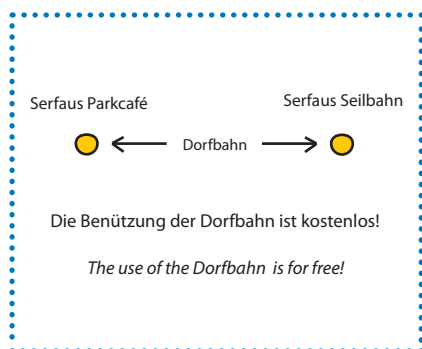 Serfaus Parkcafé
Serfaus Seilbahn
Dorfbahn
Die Benützung der Dorfbahn ist kostenlos!
The use of the Dorfbahn is for free!